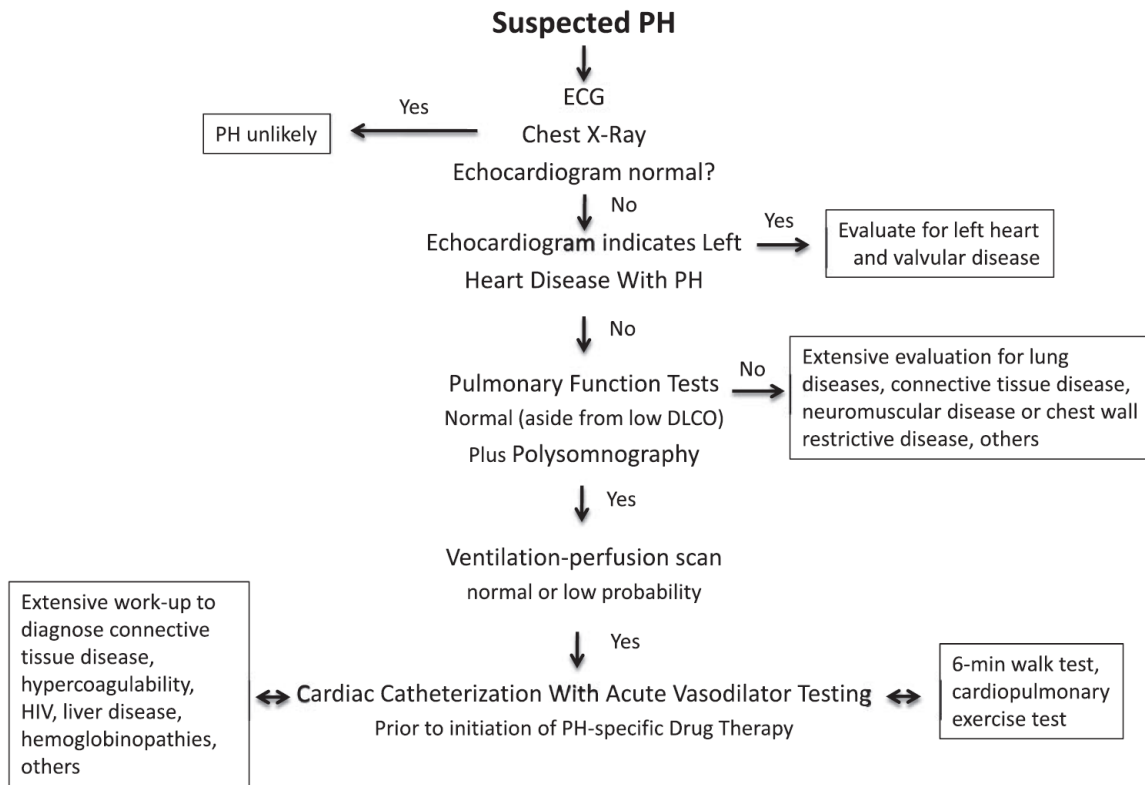 Suspected PH
ECG
Yes
PH unlikely
Chest X-Ray
Echocardiogram normal?
No
Echocardiogram indicates Left
Heart Disease With PH
Yes
Evaluate for left heart
and valvular disease
No
Pulmonary Function Tests
Normal (aside from low DLCO)
Plus Polysomnography
No
Extensive evaluation for lung
diseases, connective tissue disease,
neuromuscular disease or chest wall
restrictive disease, others
Yes
Ventilation-perfusion scan
normal or low probability
Yes
Extensive work-up to
diagnose connective
tissue disease,
hypercoagulability,
HIV, liver disease,
hemoglobinopathies,
others
Cardiac Catheterization With Acute Vasodilator Testing
Prior to initiation of PH-specific Drug Therapy
6-min walk test,
cardiopulmonary
exercise test